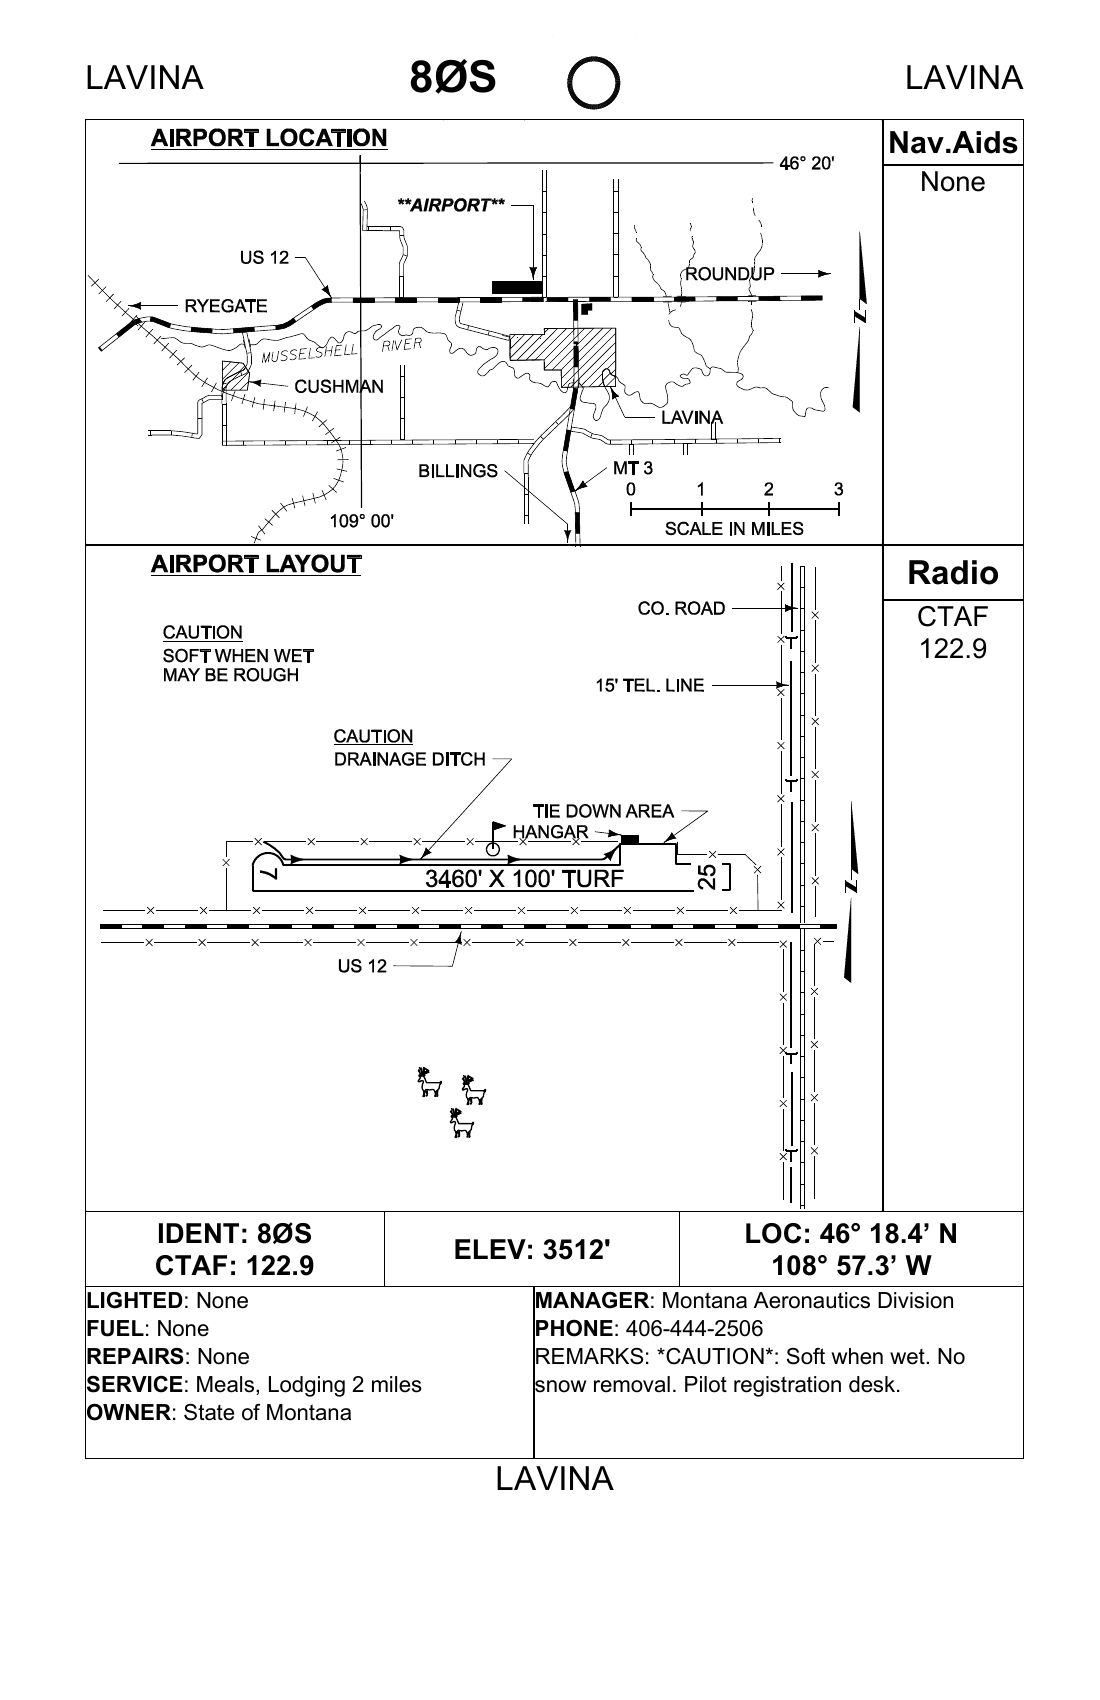 LAVINA 8ØS LAVINA
AIRPORT LOCATION
46° 20'
**AIRPORT**
US 12
ROUNDUP
RYEGATE
MUSSELSHELL RIVER
CUSHMAN
LAVINA
BILLINGS
MT 3
0 1 2 3
SCALE IN MILES
109° 00'
N
Nav.Aids
None
AIRPORT LAYOUT
CO. ROAD
CAUTION
SOFT WHEN WET
MAY BE ROUGH
15' TEL. LINE
CAUTION
DRAINAGE DITCH
TIE DOWN AREA
HANGAR
7
3460' X 100' TURF
25
N
US 12
Radio
CTAF
122.9
IDENT: 8ØS
CTAF: 122.9
ELEV: 3512'
LOC: 46° 18.4’ N
108° 57.3’ W
LIGHTED: None
FUEL: None
REPAIRS: None
SERVICE: Meals, Lodging 2 miles
OWNER: State of Montana
MANAGER: Montana Aeronautics Division
PHONE: 406-444-2506
REMARKS: *CAUTION*: Soft when wet. No
snow removal. Pilot registration desk.
LAVINA